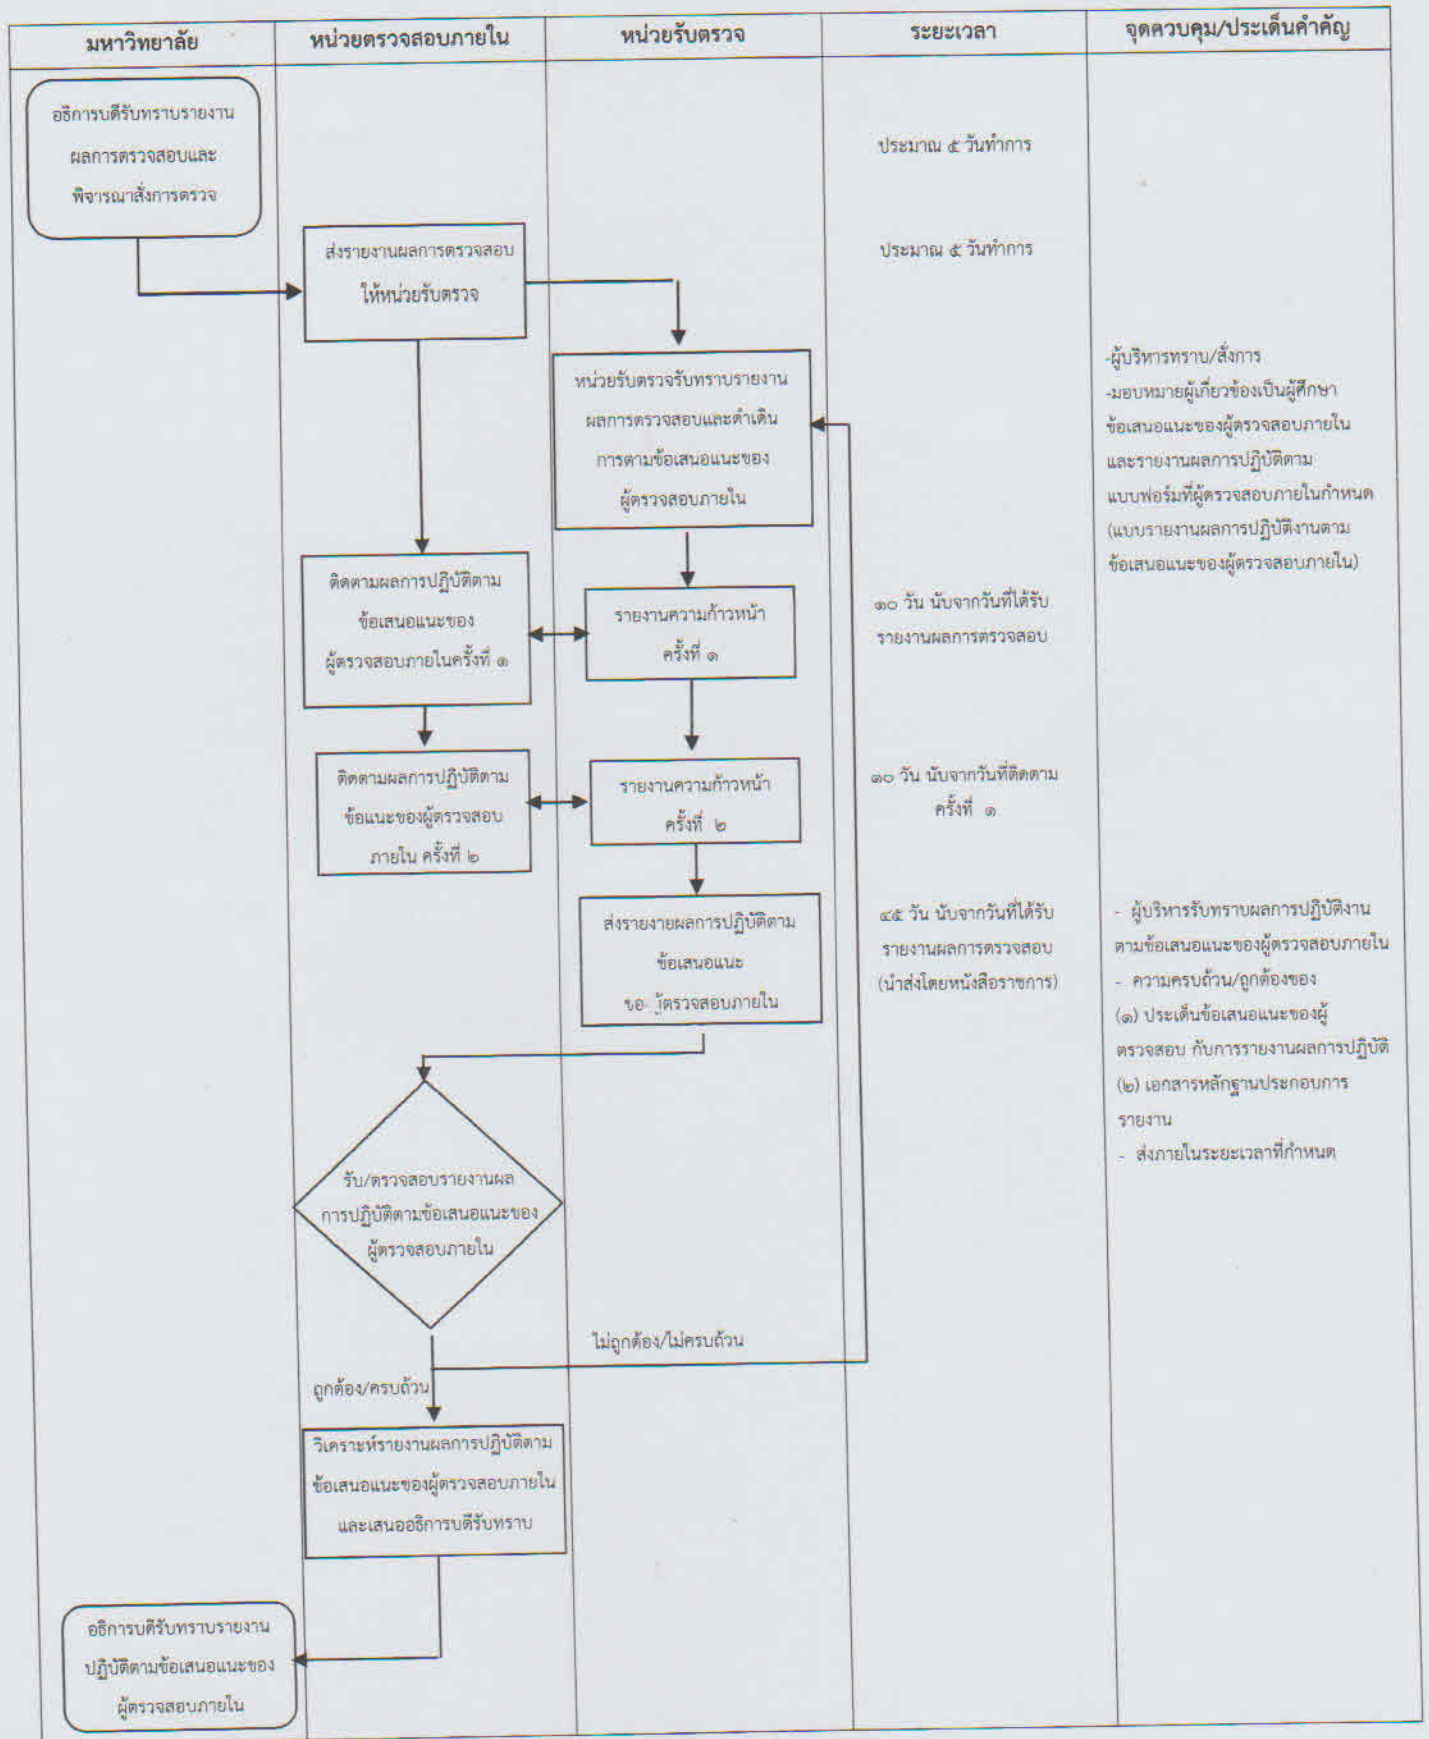 มหาวิทยาลัย
หน่วยตรวจสอบภายใน
หน่วยรับตรวจ
ระยะเวลา
จุดควบคุม/ประเด็นคำคัญ
อธิการบดีรับทราบรายงาน
ผลการตรวจสอบและ
พิจารณาสั่งการตรวจ
ประมาณ ๕ วันทำการ
ส่งรายงานผลการตรวจสอบ
ให้หน่วยรับตรวจ
ประมาณ ๕ วันทำการ
หน่วยรับตรวจรับทราบรายงาน
ผลการตรวจสอบและดำเดิน
การตามข้อเสนอแนะของ
ผู้ตรวจสอบภายใน
-ผู้บริหารทราบ/สั่งการ
-มอบหมายผู้เกี่ยวข้องเป็นผู้ศึกษา
ข้อเสนอแนะของผู้ตรวจสอบภายใน
และรายงานผลการปฏิบัติตาม
แบบฟอร์มที่ผู้ตรวจสอบภายในกำหนด
(แบบรายงานผลการปฏิบัติงานตาม
ข้อเสนอแนะของผู้ตรวจสอบภายใน)
ติดตามผลการปฏิบัติตาม
ข้อเสนอแนะของ
ผู้ตรวจสอบภายในครั้งที่ ๑
รายงานความก้าวหน้า
ครั้งที่ ๑
๑๐ วัน นับจากวันที่ได้รับ
รายงานผลการตรวจสอบ
ติดตามผลการปฏิบัติตาม
ข้อแนะของผู้ตรวจสอบ
ภายใน ครั้งที่ ๒
รายงานความก้าวหน้า
ครั้งที่ ๒
๑๐ วัน นับจากวันที่ติดตาม
ครั้งที่ ๑
ส่งรายงายผลการปฏิบัติตาม
ข้อเสนอแนะ
ตรวจสอบภายใน
๔๕ วัน นับจากวันที่ได้รับ
รายงานผลการตรวจสอบ
(นำส่งโดยหนังสือราชการ)
- ผู้บริหารรับทราบผลการปฏิบัติงาน
ตามข้อเสนอแนะของผู้ตรวจสอบภายใน
- ความครบถ้วน/ถูกต้องของ
(๑) ประเด็นข้อเสนอแนะของผู้
ตรวจสอบ กับการรายงานผลการปฏิบัติ
(๒) เอกสารหลักฐานประกอบการ
รายงาน
- ส่งภายในระยะเวลาที่กำหนด
รับ/ตรวจสอบรายงานผล
การปฏิบัติตามข้อเสนอแนะของ
ผู้ตรวจสอบภายใน
ไม่ถูกต้อง/ไม่ครบถ้วน
ถูกต้อง/ครบถ้วน
วิเคราะห์รายงานผลการปฏิบัติตาม
ข้อเสนอแนะของผู้ตรวจสอบภายใน
และเสนออธิการบดีรับทราบ
อธิการบดีรับทราบรายงาน
ปฏิบัติตามข้อเสนอแนะของ
ผู้ตรวจสอบภายใน